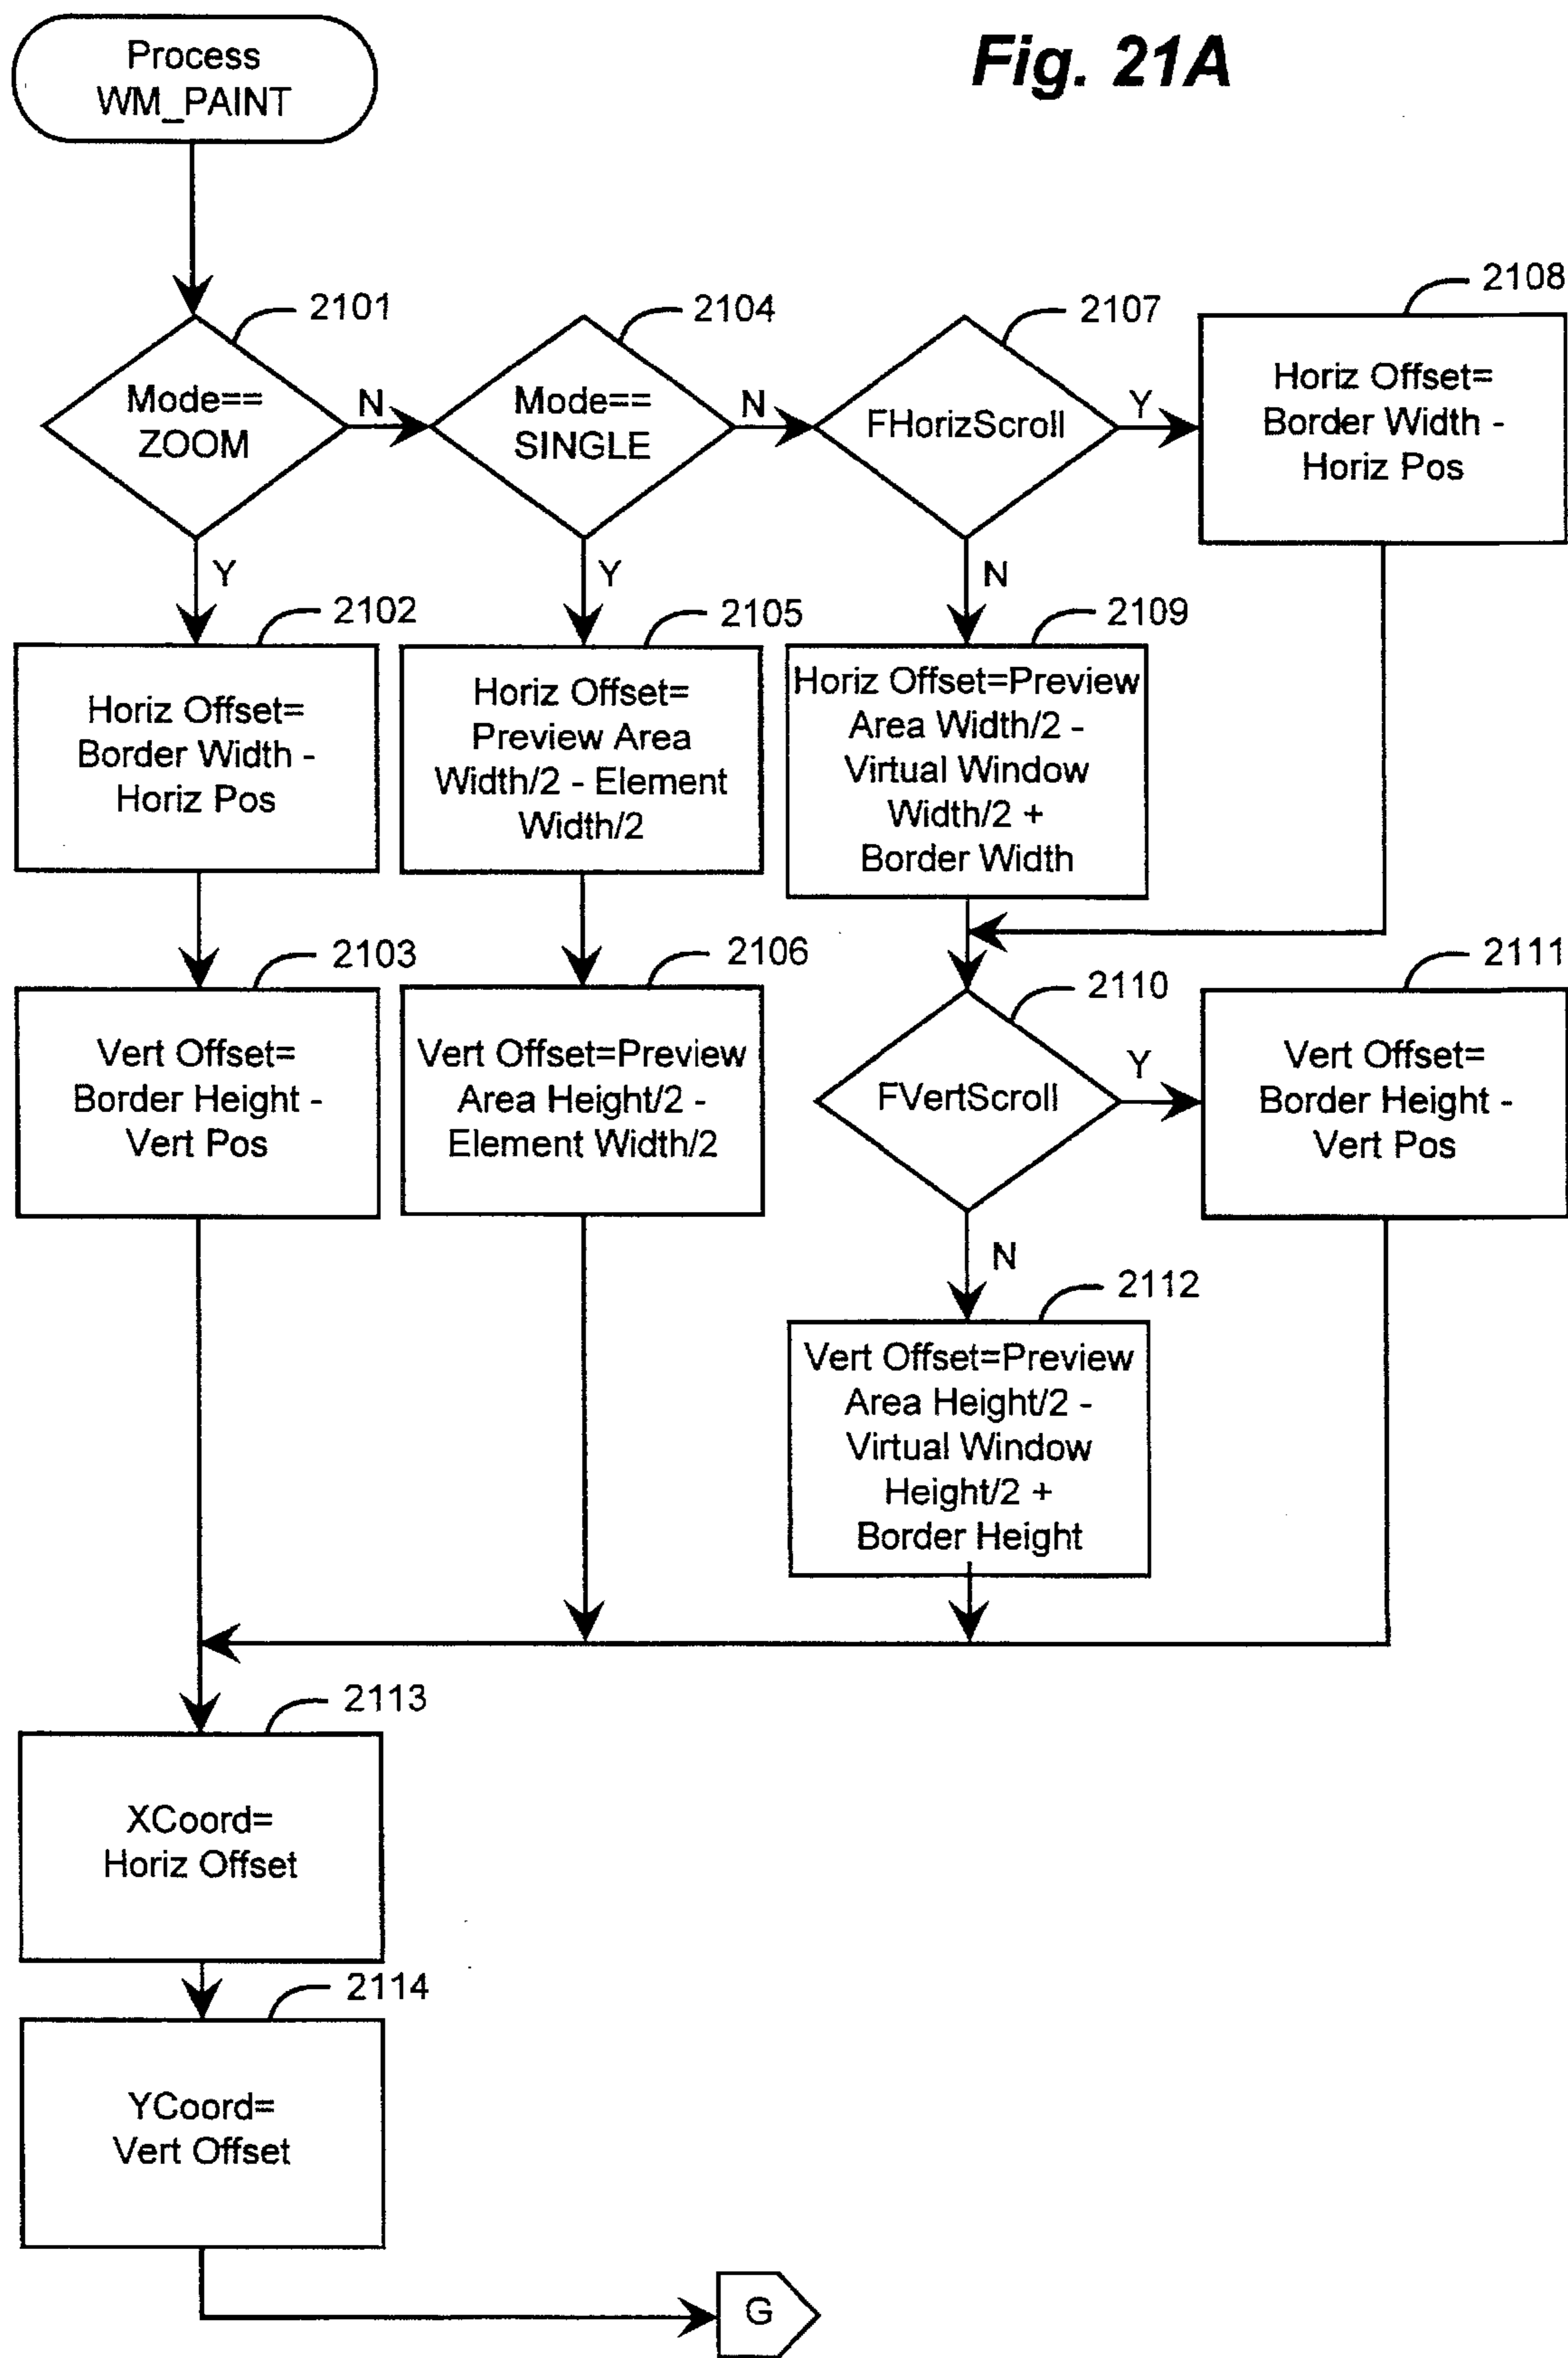 Fig. 21A
Process
WM_PAINT
2101
Mode==
ZOOM
N
Y
2104
Mode==
SINGLE
N
Y
2107
FHorizScroll
Y
N
2108
Horiz Offset=
Border Width -
Horiz Pos
2102
Horiz Offset=
Border Width -
Horiz Pos
2105
Horiz Offset=
Preview Area
Width/2 - Element
Width/2
2109
Horiz Offset=Preview
Area Width/2 -
Virtual Window
Width/2 +
Border Width
2103
Vert Offset=
Border Height -
Vert Pos
2106
Vert Offset=Preview
Area Height/2 -
Element Width/2
2110
FVertScroll
Y
N
2111
Vert Offset=
Border Height -
Vert Pos
2112
Vert Offset=Preview
Area Height/2 -
Virtual Window
Height/2 +
Border Height
2113
XCoord=
Horiz Offset
2114
YCoord=
Vert Offset
G